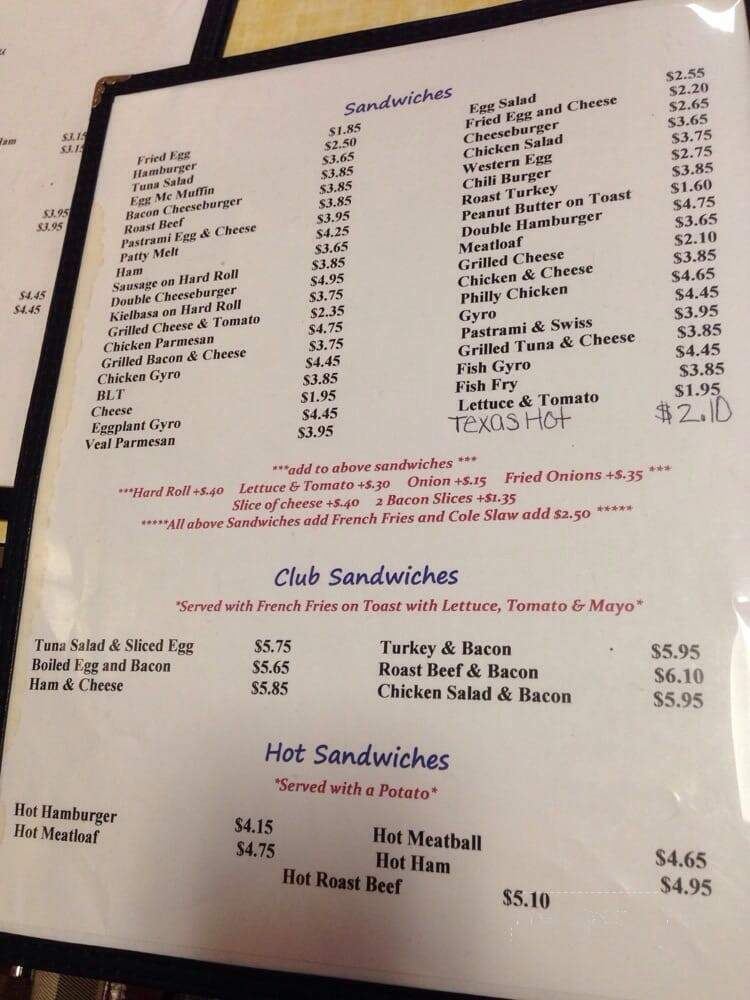 u
Ham $3.15
$3.15
$3.95
$3.95
$4.45
$4.45
Sandwiches
Fried Egg $1.85 Egg Salad $2.55
Hamburger $2.50 Fried Egg and Cheese $2.20
Tuna Salad $3.65 Cheeseburger $2.65
Egg Mc Muffin $3.85 Chicken Salad $3.65
Bacon Cheeseburger $3.85 Western Egg $3.75
Roast Beef $3.85 Chili Burger $2.75
Pastrami Egg & Cheese $3.95 Roast Turkey $3.85
Patty Melt $4.25 Peanut Butter on Toast $1.60
Ham $3.65 Double Hamburger $4.75
Sausage on Hard Roll $3.85 Meatloaf $3.65
Double Cheeseburger $4.95 Grilled Cheese $2.10
Kielbasa on Hard Roll $3.75 Chicken & Cheese $3.85
Grilled Cheese & Tomato $2.35 Philly Chicken $4.65
Chicken Parmesan $4.75 Gyro $4.45
Grilled Bacon & Cheese $3.75 Pastrami & Swiss $3.95
Chicken Gyro $4.45 Grilled Tuna & Cheese $3.85
BLT $3.85 Fish Gyro $4.45
Cheese $1.95 Fish Fry $3.85
Eggplant Gyro $4.45 Lettuce & Tomato $1.95
Veal Parmesan $3.95 Texas Hot $2.10
***add to above sandwiches ***
***Hard Roll +$.40 Lettuce & Tomato +$.30 Onion +$.15 Fried Onions +$.35 ***
Slice of cheese +$.40 2 Bacon Slices +$1.35
*****All above Sandwiches add French Fries and Cole Slaw add $2.50 *****
Club Sandwiches
*Served with French Fries on Toast with Lettuce, Tomato & Mayo*
Tuna Salad & Sliced Egg $5.75 Turkey & Bacon $5.95
Boiled Egg and Bacon $5.65 Roast Beef & Bacon $6.10
Ham & Cheese $5.85 Chicken Salad & Bacon $5.95
Hot Sandwiches
*Served with a Potato*
Hot Hamburger $4.15 Hot Meatball $4.65
Hot Meatloaf $4.75 Hot Ham $4.95
Hot Roast Beef $5.10